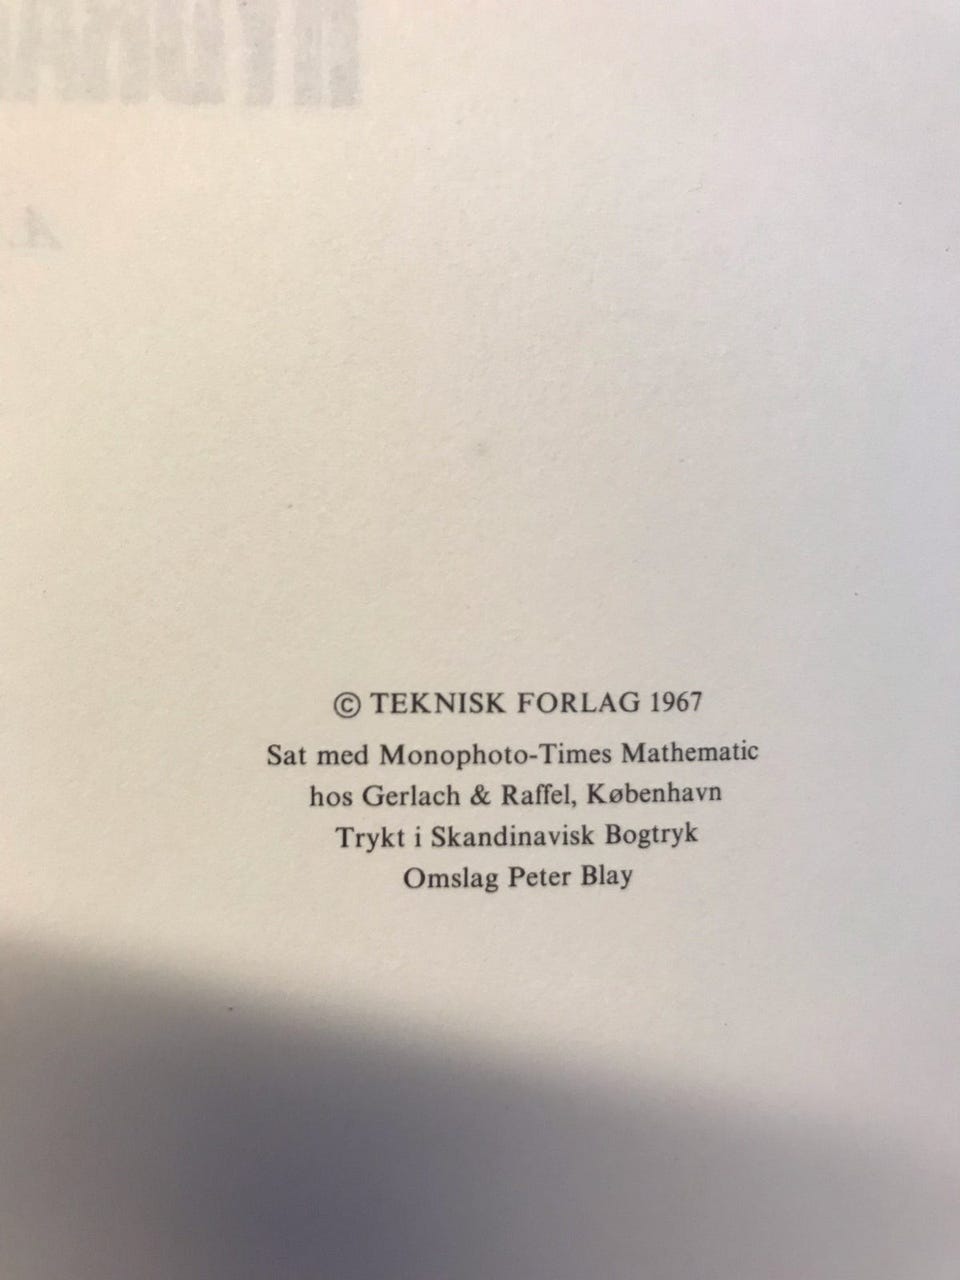 © TEKNISK FORLAG 1967
Sat med Monophoto-Times Mathematic
hos Gerlach & Raffel, København
Trykt i Skandinavisk Bogtryk
Omslag Peter Blay